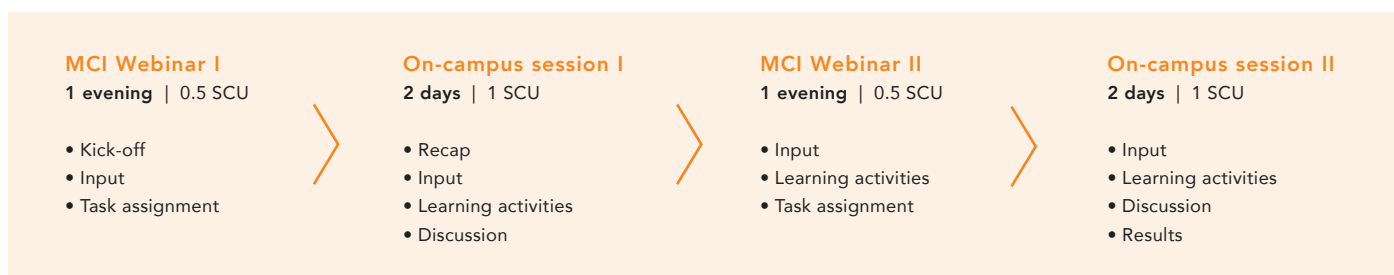 MCI Webinar I
1 evening | 0.5 SCU
• Kick-off
• Input
• Task assignment
On-campus session I
2 days | 1 SCU
• Recap
• Input
• Learning activities
• Discussion
MCI Webinar II
1 evening | 0.5 SCU
• Input
• Learning activities
• Task assignment
On-campus session II
2 days | 1 SCU
• Input
• Learning activities
• Discussion
• Results